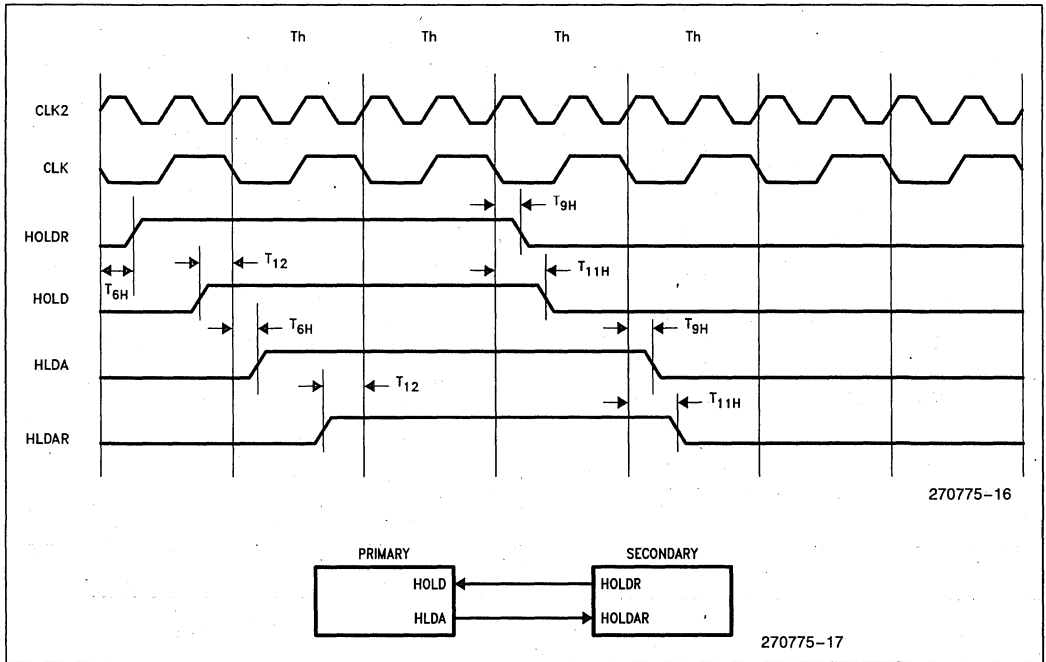 Th Th Th Th
CLK2
CLK
T9H
HOLDR
T12
T11H
T6H
HOLD
T6H
T9H
HLDA
T12
T11H
HLDAR
270775-16
PRIMARY SECONDARY
HOLD HOLDR
HLDA HOLDAR
270775-17